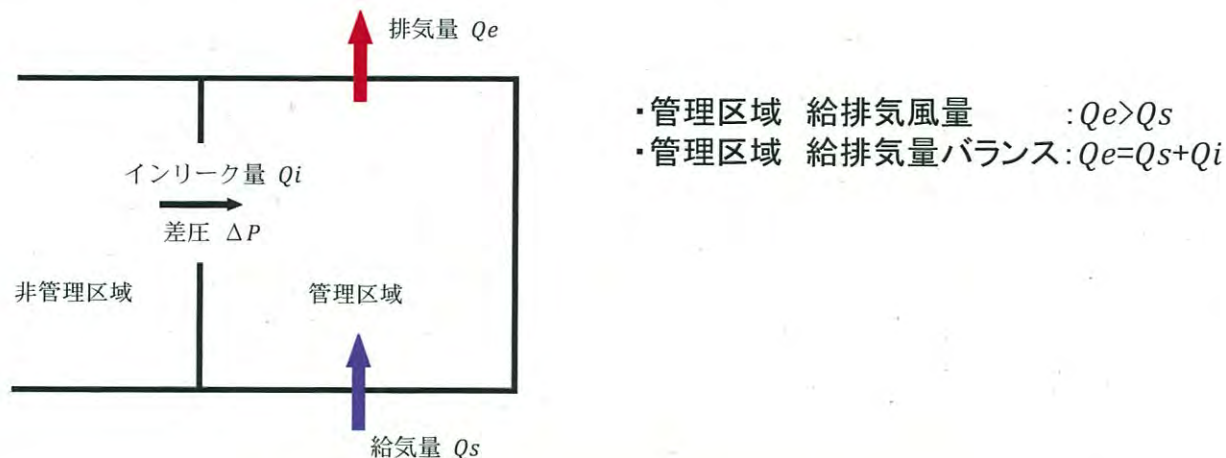 排気量 Qe
・管理区域 給排気風量 :Qe>Qs
・管理区域 給排気量バランス:Qe=Qs+Qi
インリーク量 Qi
差圧 ΔP
非管理区域
管理区域
給気量 Qs